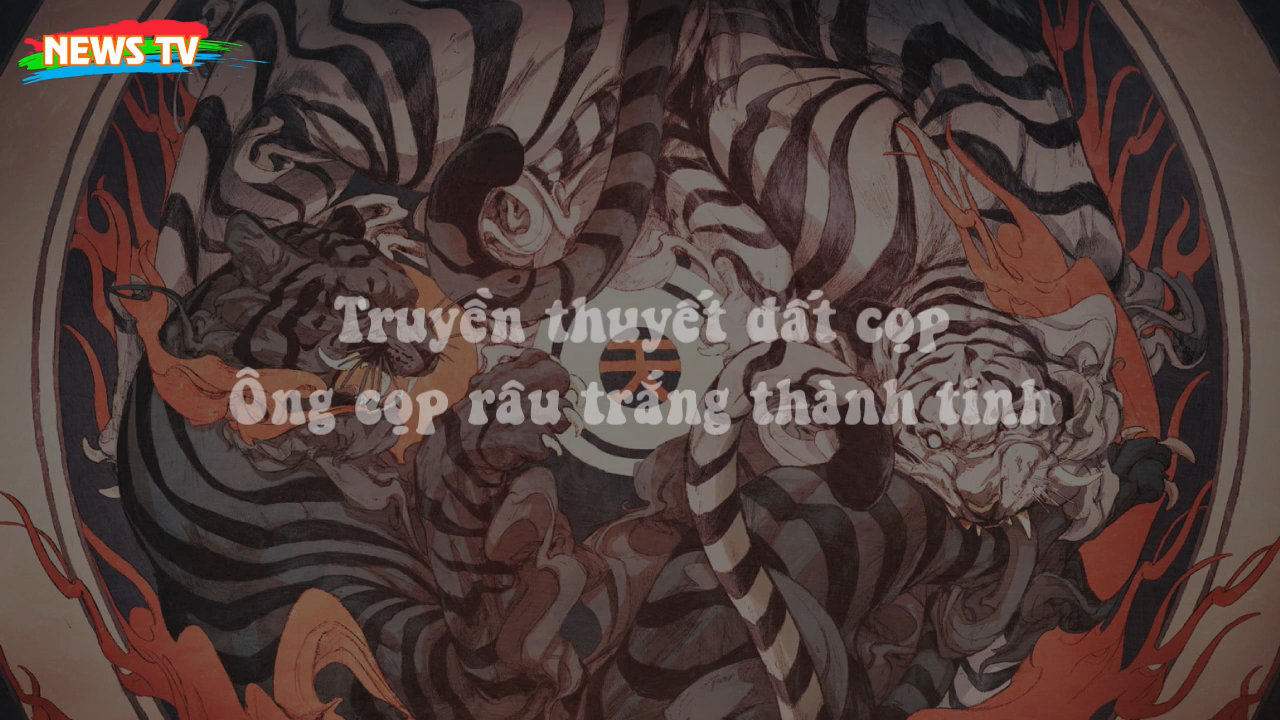 NEWS TV
Truyền thuyết đất cọp
Ông cọp râu trắng thành tinh